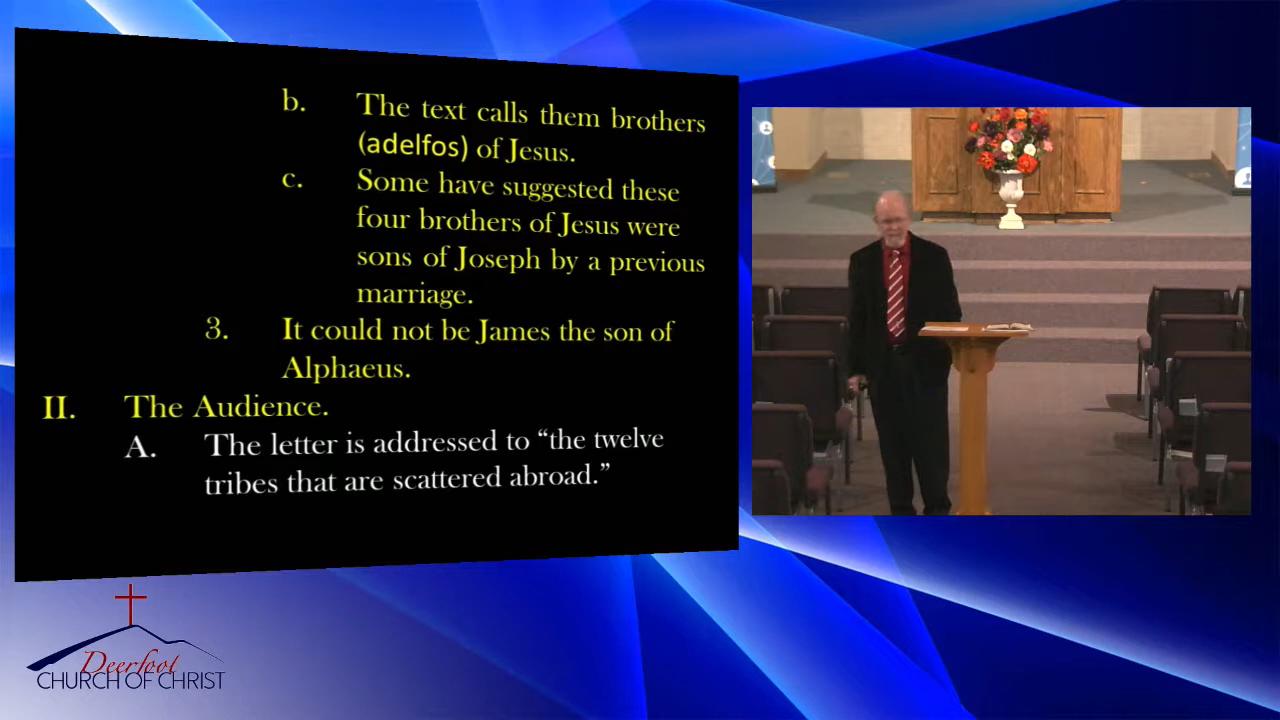 b. The text calls them brothers
(adelfos) of Jesus.
c. Some have suggested these
four brothers of Jesus were
sons of Joseph by a previous
marriage.
3. It could not be James the son of
Alphaeus.
II. The Audience.
A. The letter is addressed to “the twelve
tribes that are scattered abroad.”
Deerfoot
CHURCH OF CHRIST